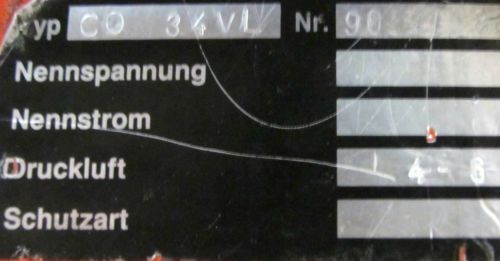 yp CO 34VL Nr. 90
Nennspannung
Nennstrom
Druckluft 4-6
Schutzart